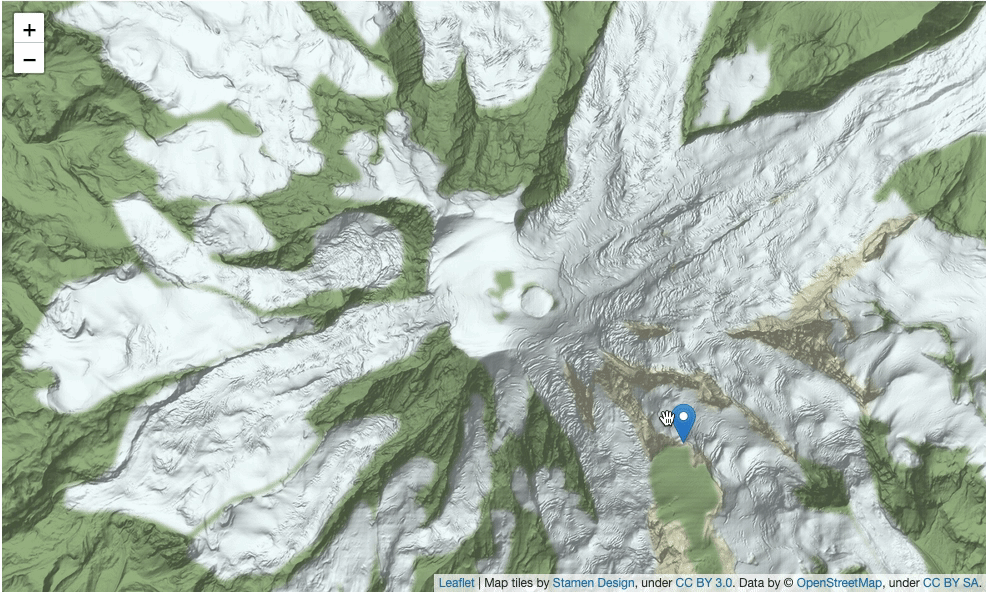 +
−
Leaflet | Map tiles by Stamen Design, under CC BY 3.0. Data by © OpenStreetMap, under CC BY SA.